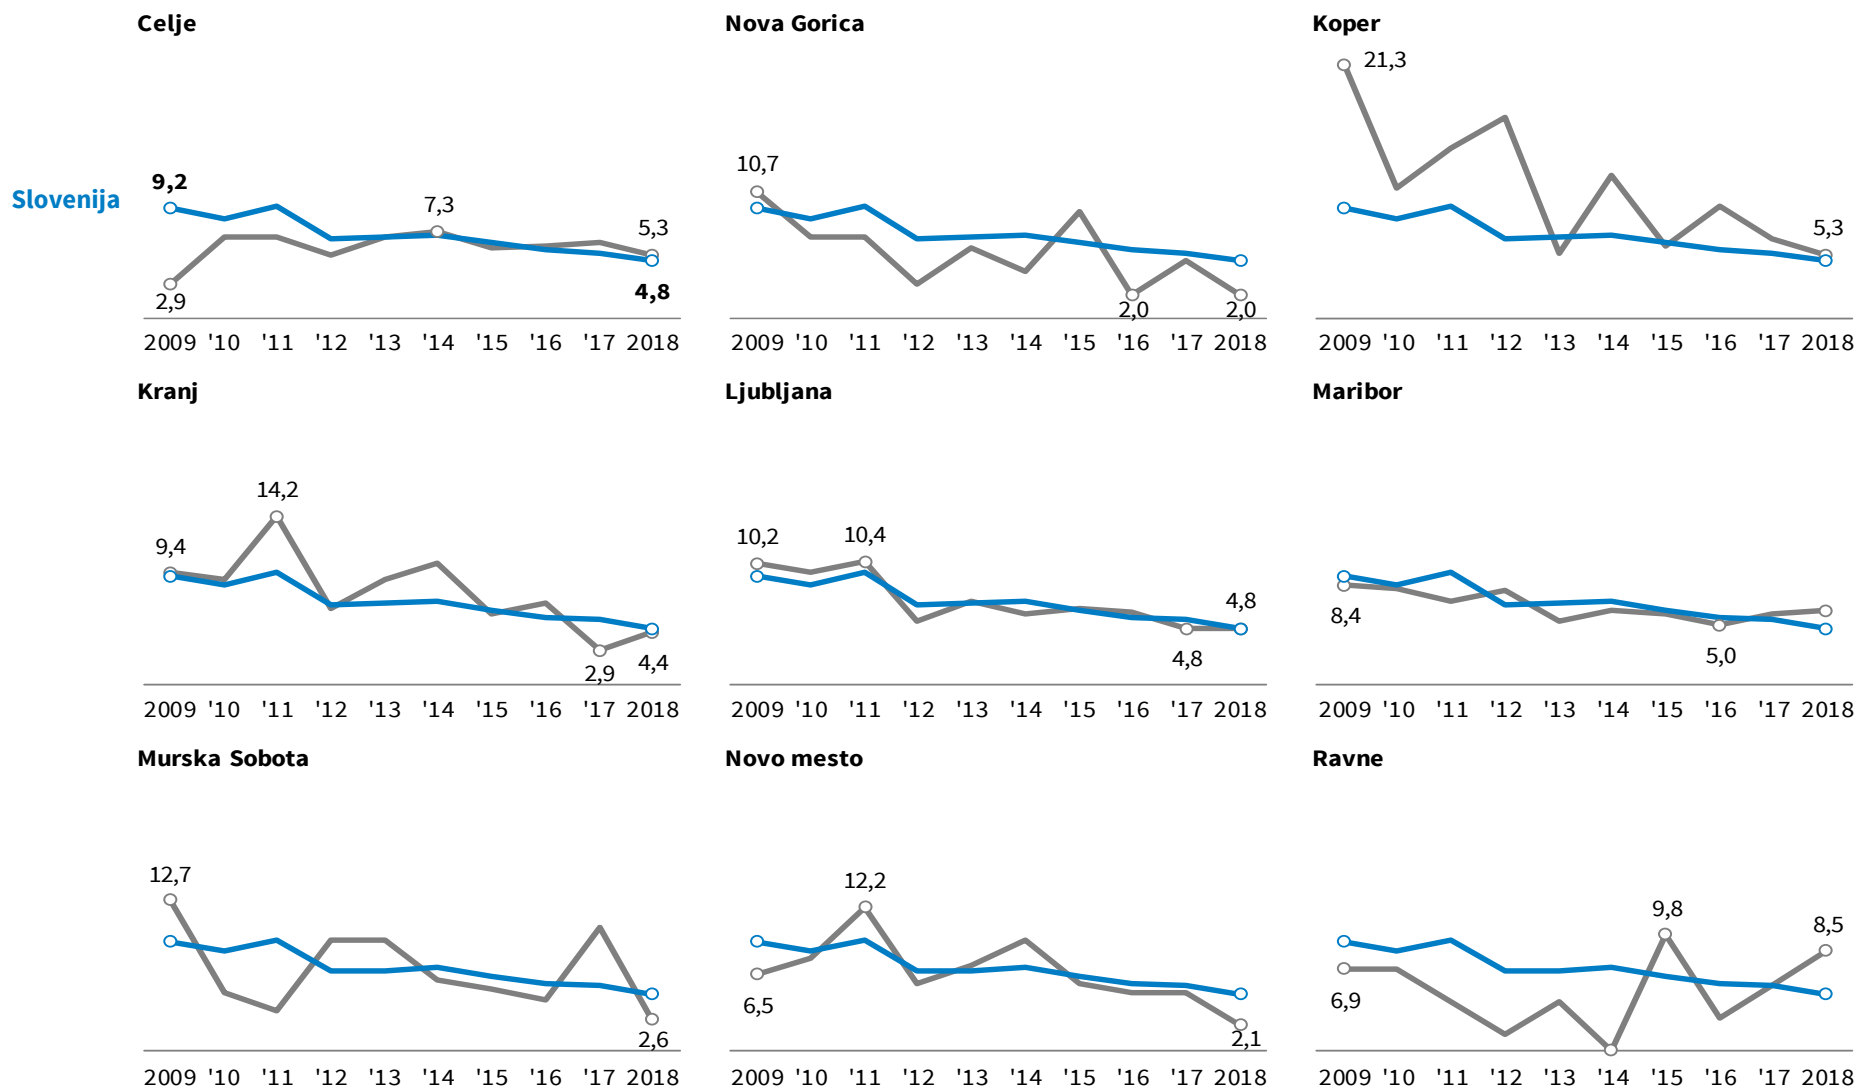 Celje
Nova Gorica
Koper
21,3
10,7
9,2
Slovenija
7,3
5,3
5,3
2,9
4,8
2,0
2,0
2009 '10 '11 '12 '13 '14 '15 '16 '17 2018
2009 '10 '11 '12 '13 '14 '15 '16 '17 2018
2009 '10 '11 '12 '13 '14 '15 '16 '17 2018
Kranj
Ljubljana
Maribor
14,2
9,4
10,2
10,4
4,8
8,4
2,9
4,4
4,8
5,0
2009 '10 '11 '12 '13 '14 '15 '16 '17 2018
2009 '10 '11 '12 '13 '14 '15 '16 '17 2018
2009 '10 '11 '12 '13 '14 '15 '16 '17 2018
Murska Sobota
Novo mesto
Ravne
12,7
12,2
9,8
8,5
6,5
6,9
2,6
2,1
2009 '10 '11 '12 '13 '14 '15 '16 '17 2018
2009 '10 '11 '12 '13 '14 '15 '16 '17 2018
2009 '10 '11 '12 '13 '14 '15 '16 '17 2018